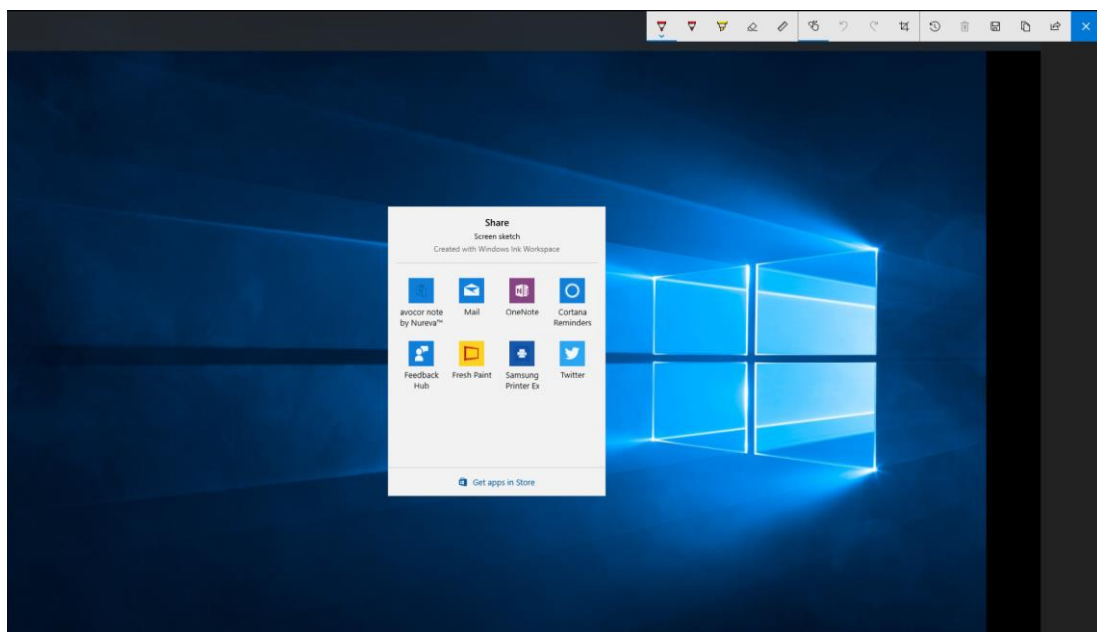 Share
Screen sketch
Created with Windows Ink Workspace
avocor note
by Nureva™
Mail
OneNote
Cortana
Reminders
Feedback
Hub
Fresh Paint
Samsung
Printer Ex
Twitter
Get apps in Store